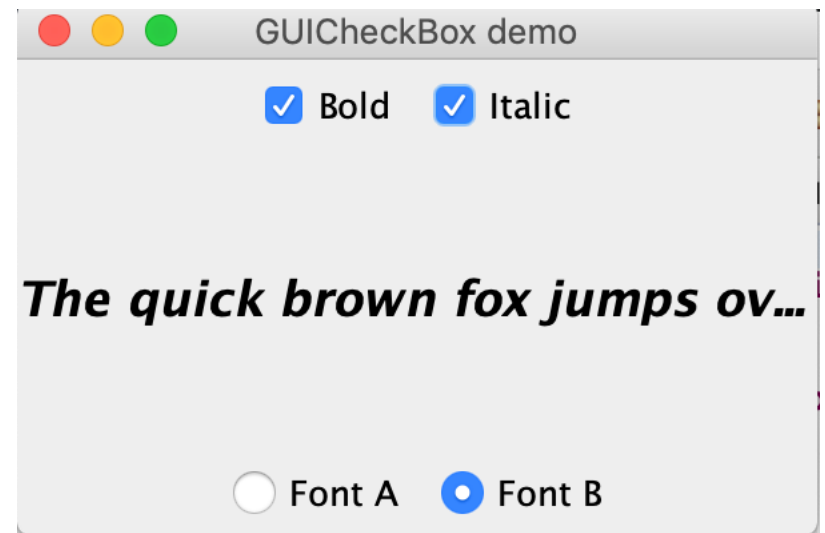 GUICheckBox demo
Bold Italic
The quick brown fox jumps ov...
Font A Font B